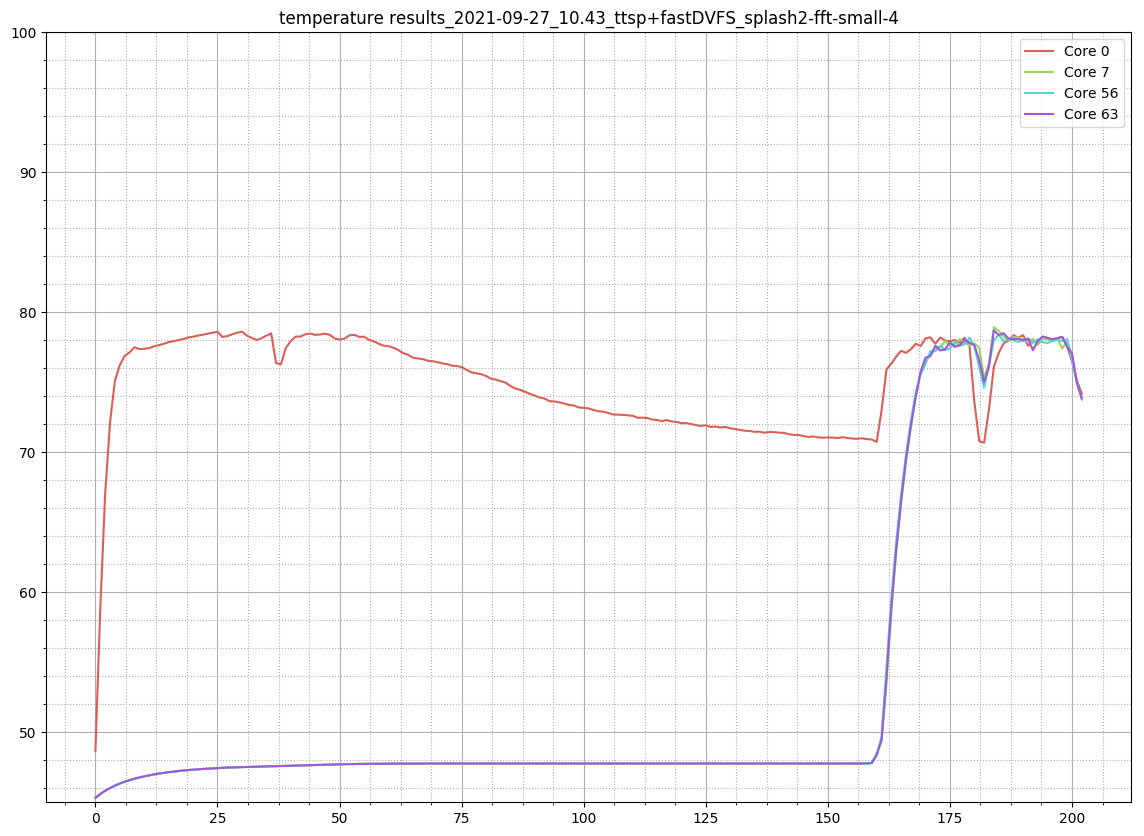 temperature results_2021-09-27_10.43_ttsp+fastDVFS_splash2-fft-small-4
Core 0
Core 7
Core 56
Core 63
100
90
80
70
60
50
0 25 50 75 100 125 150 175 200